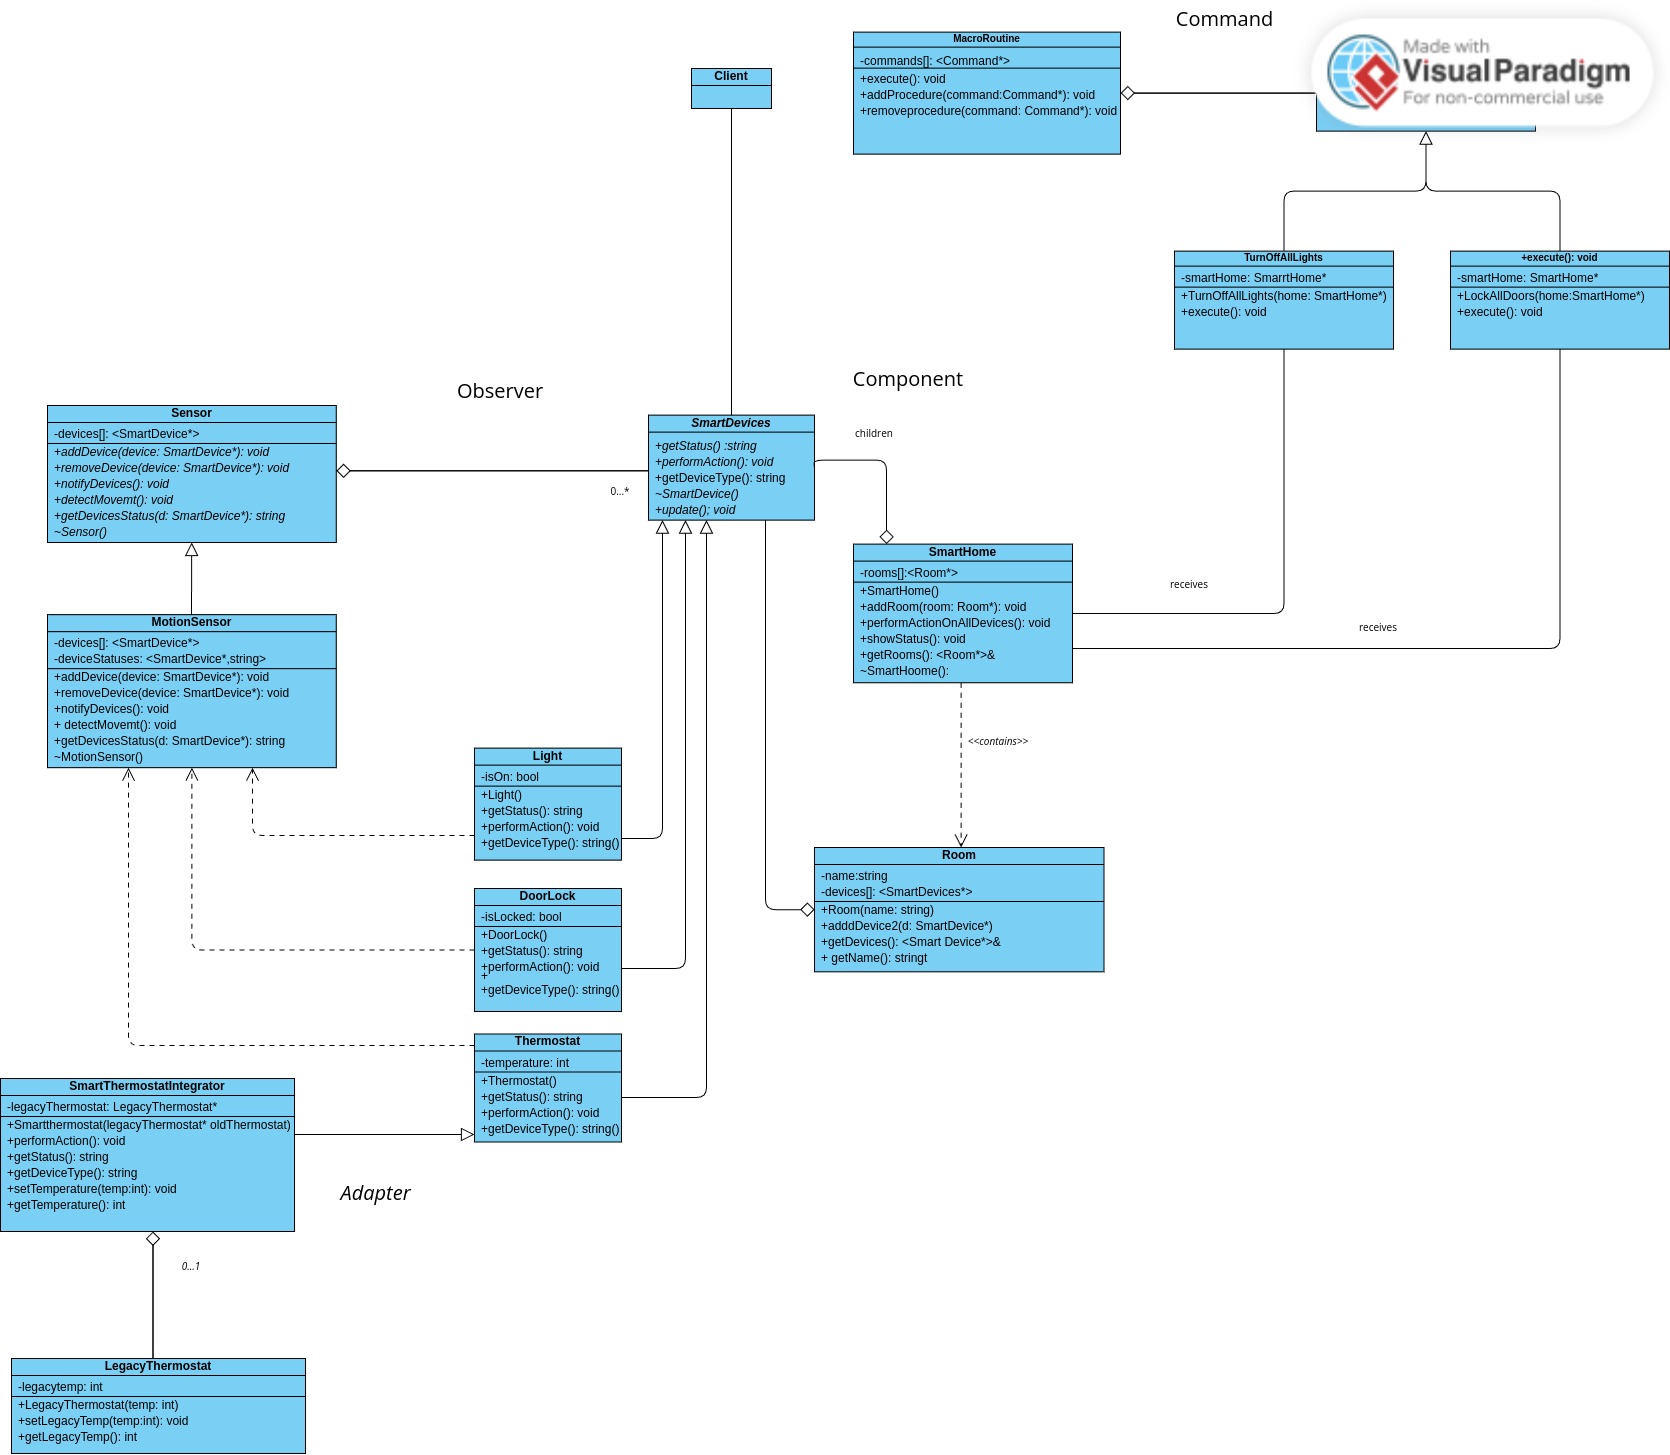 Command
Made with
Visual Paradigm
For non-commercial use
MacroRoutine
-commands[]: <Command*>
+execute(): void
+addProcedure(command:Command*): void
+removeprocedure(command: Command*): void
Client
TurnOffAllLights
-smartHome: SmarrtHome*
+TurnOffAllLights(home: SmartHome*)
+execute(): void
+execute(): void
-smartHome: SmartHome*
+LockAllDoors(home:SmartHome*)
+execute(): void
Observer
Component
Sensor
-devices[]: <SmartDevice*>
+addDevice(device: SmartDevice*): void
+removeDevice(device: SmartDevice*): void
+notifyDevices(): void
+detectMovemt(): void
+getDevicesStatus(d: SmartDevice*): string
~Sensor()
0...*
SmartDevices
+getStatus() :string
+performAction(): void
+getDeviceType(): string
~SmartDevice()
+update(); void
children
SmartHome
-rooms[]:<Room*>
+SmartHome()
+addRoom(room: Room*): void
+performActionOnAllDevices(): void
+showStatus(): void
+getRooms(): <Room*>&
~SmartHoome():
receives
receives
MotionSensor
-devices[]: <SmartDevice*>
-deviceStatuses: <SmartDevice*,string>
+addDevice(device: SmartDevice*): void
+removeDevice(device: SmartDevice*): void
+notifyDevices(): void
+ detectMovemt(): void
+getDevicesStatus(d: SmartDevice*): string
~MotionSensor()
<<contains>>
Light
-isOn: bool
+Light()
+getStatus(): string
+performAction(): void
+getDeviceType(): string()
Room
-name:string
-devices[]: <SmartDevices*>
+Room(name: string)
+adddDevice2(d: SmartDevice*)
+getDevices(): <Smart Device*>&
+ getName(): stringt
DoorLock
-isLocked: bool
+DoorLock()
+getStatus(): string
+performAction(): void
+
+getDeviceType(): string()
Thermostat
-temperature: int
+Thermostat()
+getStatus(): string
+performAction(): void
+getDeviceType(): string()
SmartThermostatIntegrator
-legacyThermostat: LegacyThermostat*
+Smartthermostat(legacyThermostat* oldThermostat)
+performAction(): void
+getStatus(): string
+getDeviceType(): string
+setTemperature(temp:int): void
+getTemperature(): int
Adapter
0...1
LegacyThermostat
-legacytemp: int
+LegacyThermostat(temp: int)
+setLegacyTemp(temp:int): void
+getLegacyTemp(): int